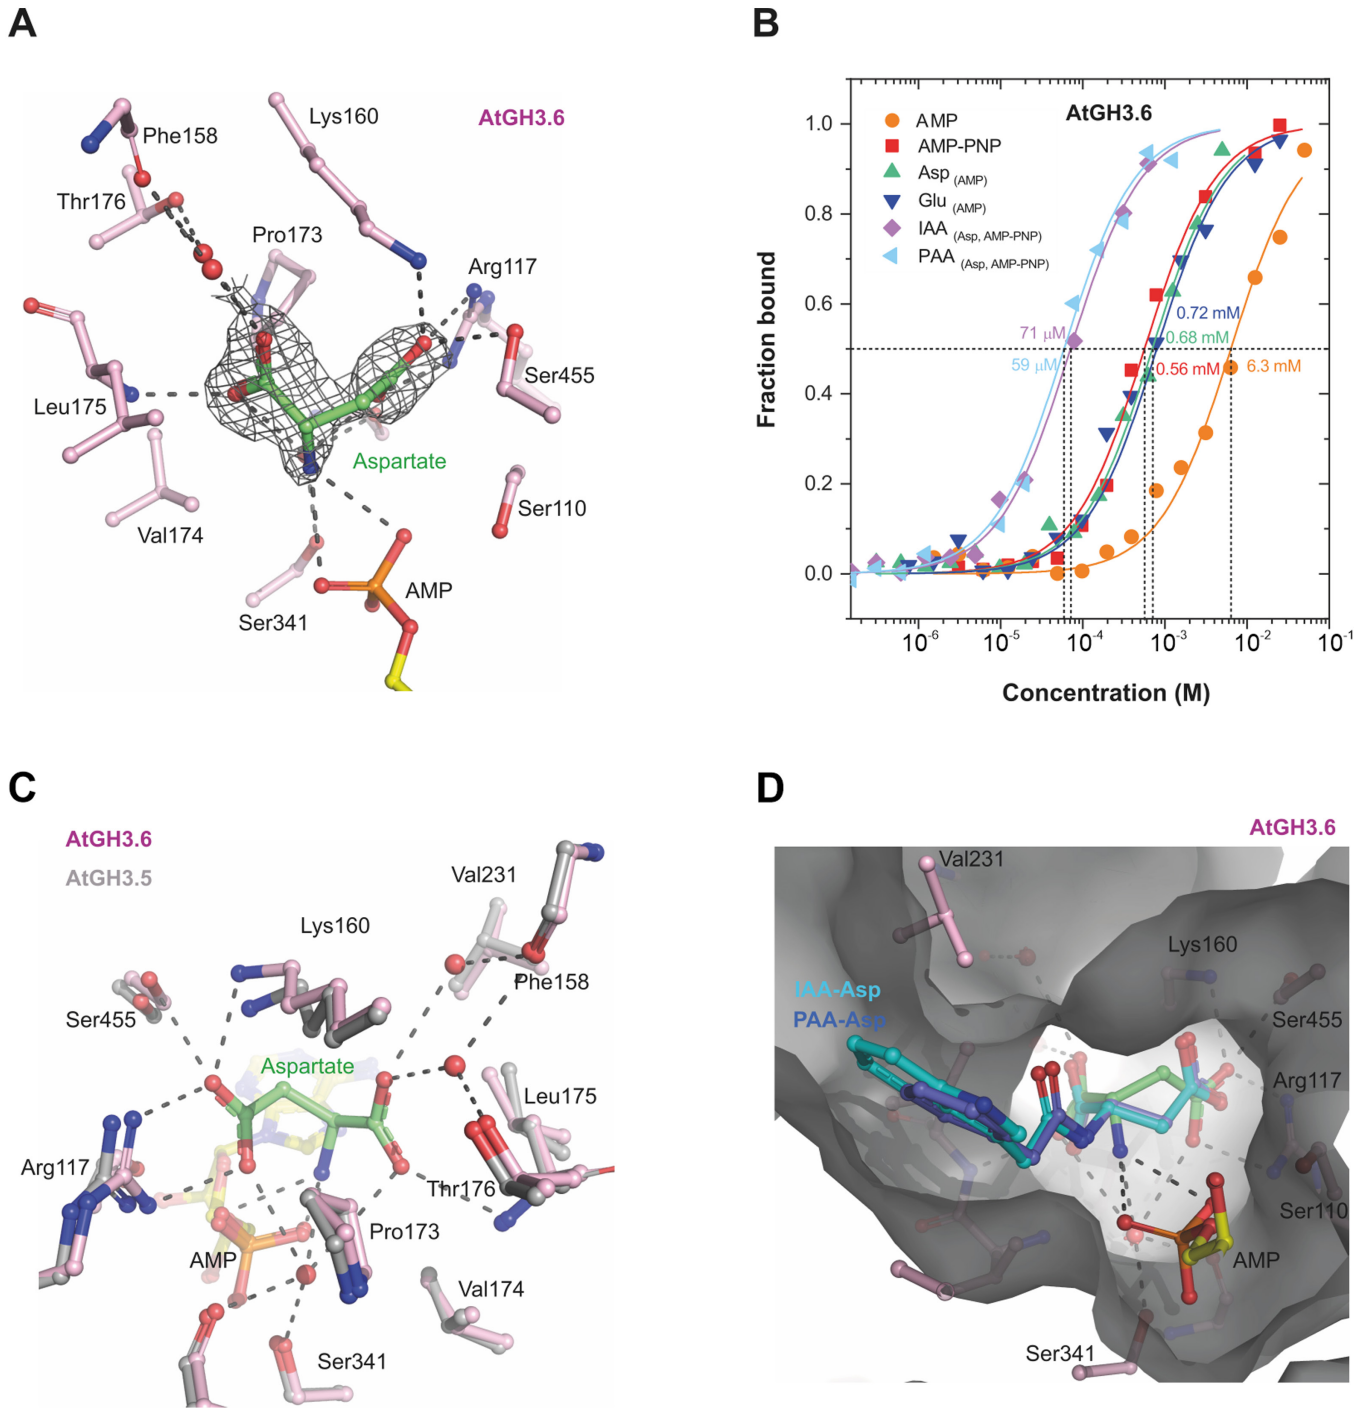 A
Phe158
Lys160
AtGH3.6
Thr176
Pro173
Arg117
Leu175
Ser455
Aspartate
Val174
Ser110
Ser341
AMP
B
AtGH3.6
AMP
AMP-PNP
Asp (AMP)
Glu (AMP)
IAA (Asp, AMP-PNP)
PAA (Asp, AMP-PNP)
Fraction bound
1.0
0.8
0.6
0.4
0.2
0.0
71 µM
59 µM
0.72 mM
0.68 mM
0.56 mM
6.3 mM
10-6 10-5 10-4 10-3 10-2 10-1
Concentration (M)
C
AtGH3.6
AtGH3.5
Val231
Lys160
Phe158
Ser455
Aspartate
Leu175
Arg117
Thr176
Pro173
AMP
Val174
Ser341
D
AtGH3.6
Val231
Lys160
IAA-Asp
PAA-Asp
Ser455
Arg117
Ser110
AMP
Ser341